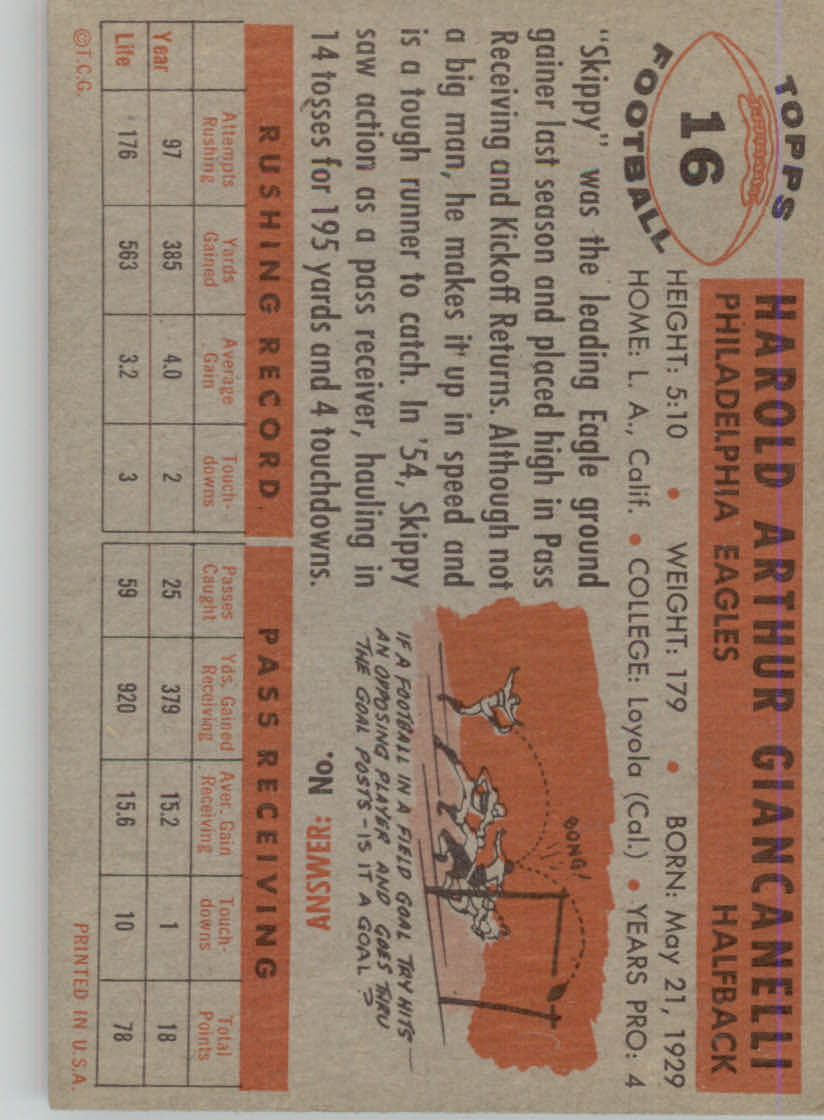 TOPPS
16
FOOTBALL
HAROLD ARTHUR GIANCANELLI
PHILADELPHIA EAGLES HALFBACK
HEIGHT: 5:10 • WEIGHT: 179 • BORN: May 21, 1929
HOME: L. A., Calif. • COLLEGE: Loyola (Cal.) • YEARS PRO: 4
"Skippy" was the leading Eagle ground
gainer last season and placed high in Pass
Receiving and Kickoff Returns. Although not
a big man, he makes it up in speed and
is a tough runner to catch. In '54, Skippy
saw action as a pass receiver, hauling in
14 tosses for 195 yards and 4 touchdowns.
BONG!
IF A FOOTBALL IN A FIELD GOAL TRY HITS
AN OPPOSING PLAYER AND GOES THRU
THE GOAL POSTS - IS IT A GOAL?
ANSWER: No.
RUSHING RECORD PASS RECEIVING
Attempts Rushing Yards Gained Average Gain Touch-downs Passes Caught Yds. Gained Receiving Aver. Gain Receiving Touch-downs Total Points
Year 97 385 4.0 2 25 379 15.2 1 18
Life 176 563 3.2 3 59 920 15.6 10 78
©T.C.G. PRINTED IN U.S.A.